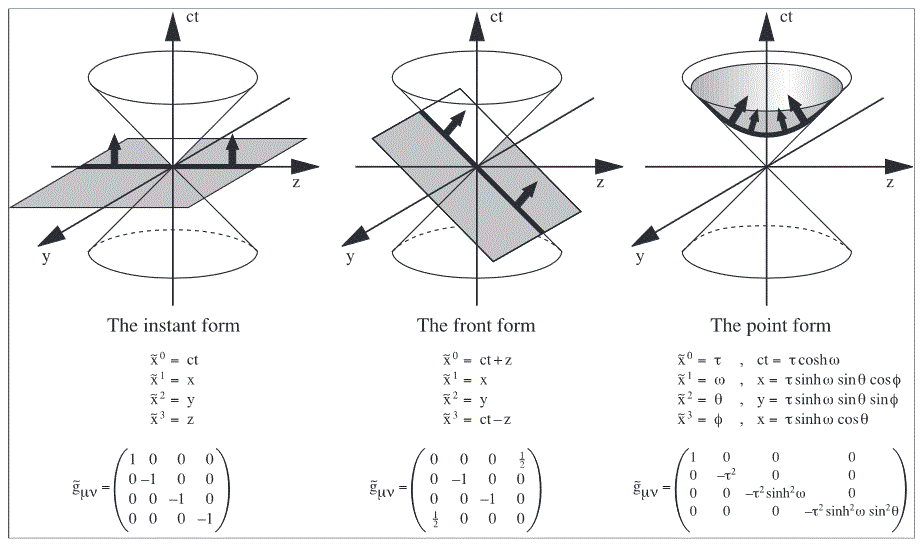 ct
z
y
ct
z
y
ct
z
y
The instant form
x̃⁰ = ct
x̃¹ = x
x̃² = y
x̃³ = z
g̃μν = ( 1 0 0 0
0 −1 0 0
0 0 −1 0
0 0 0 −1 )
The front form
x̃⁰ = ct+z
x̃¹ = x
x̃² = y
x̃³ = ct−z
g̃μν = ( 0 0 0 ½
0 −1 0 0
0 0 −1 0
½ 0 0 0 )
The point form
x̃⁰ = τ , ct = τ coshω
x̃¹ = ω , x = τ sinhω sinθ cosϕ
x̃² = θ , y = τ sinhω sinθ sinϕ
x̃³ = ϕ , x = τ sinhω cosθ
g̃μν = ( 1 0 0 0
0 −τ² 0 0
0 0 −τ² sinh²ω 0
0 0 0 −τ² sinh²ω sin²θ )